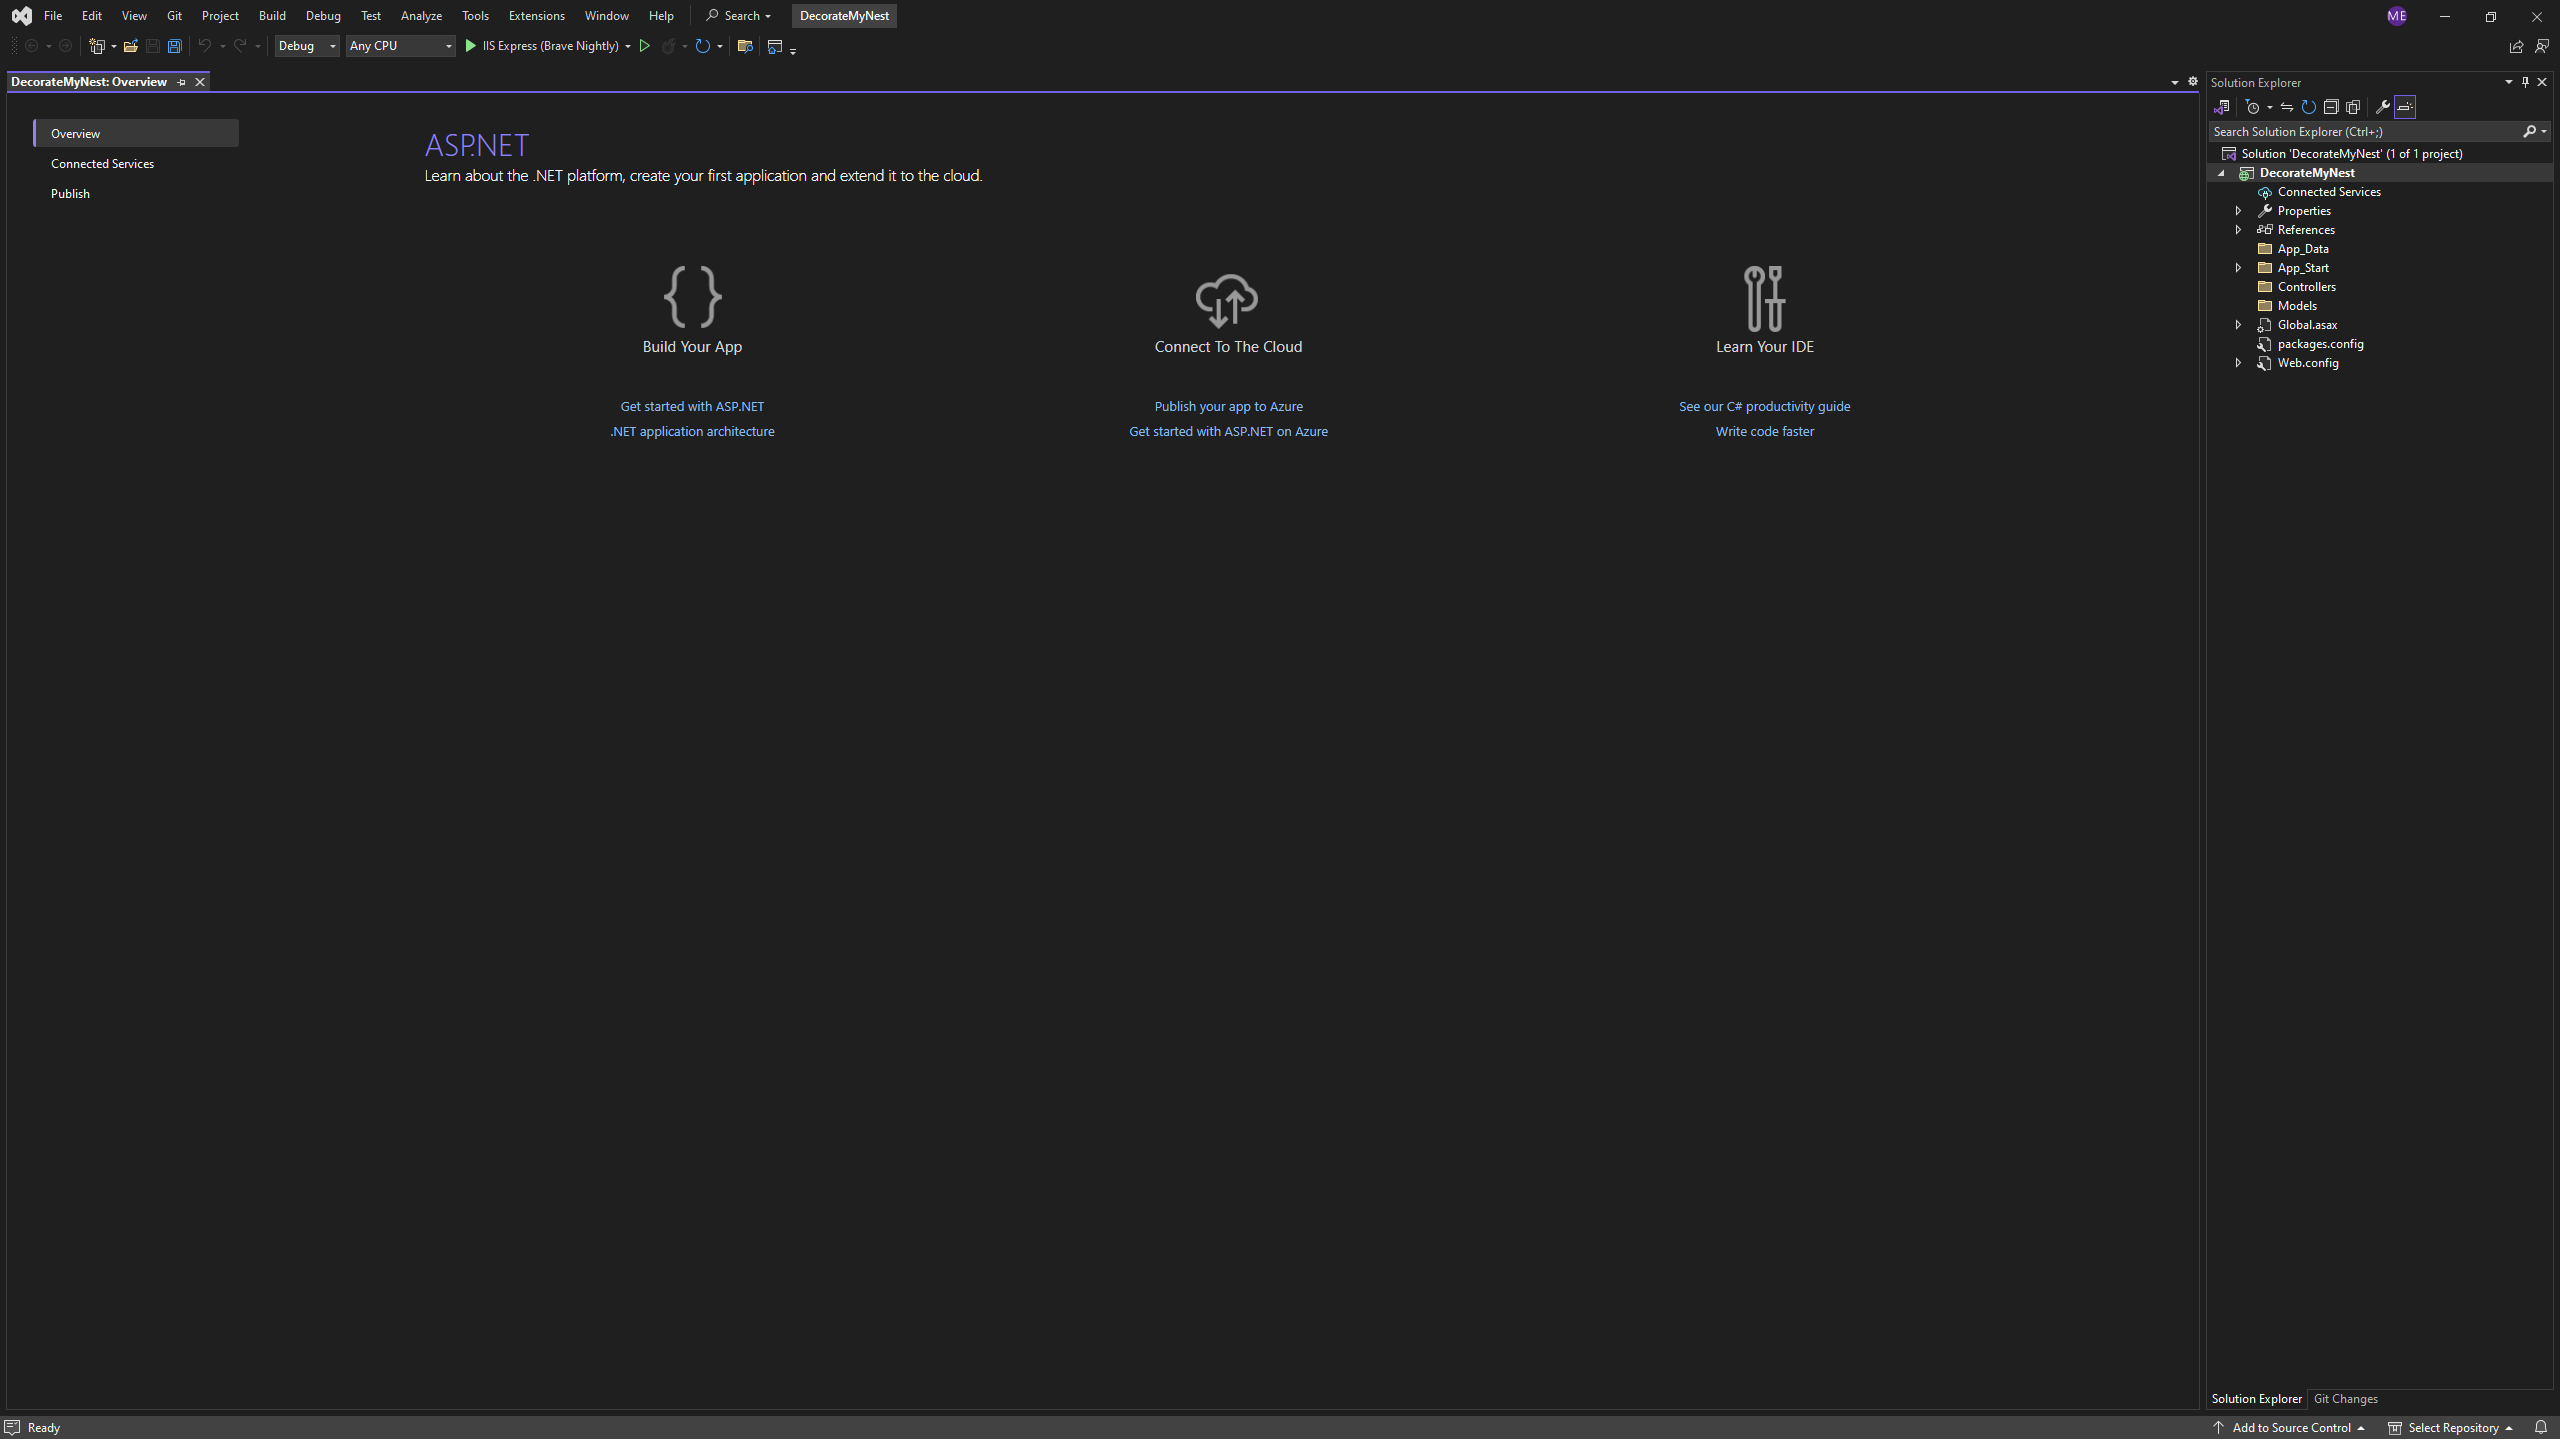 File Edit View Git Project Build Debug Test Analyze Tools Extensions Window Help Search DecorateMyNest ME
Debug Any CPU IIS Express (Brave Nightly)
DecorateMyNest: Overview
Overview
Connected Services
Publish
ASP.NET
Learn about the .NET platform, create your first application and extend it to the cloud.
Build Your App
Get started with ASP.NET
.NET application architecture
Connect To The Cloud
Publish your app to Azure
Get started with ASP.NET on Azure
Learn Your IDE
See our C# productivity guide
Write code faster
Solution Explorer
Search Solution Explorer (Ctrl+;)
Solution 'DecorateMyNest' (1 of 1 project)
DecorateMyNest
Connected Services
Properties
References
App_Data
App_Start
Controllers
Models
Global.asax
packages.config
Web.config
Solution Explorer Git Changes
Ready Add to Source Control Select Repository